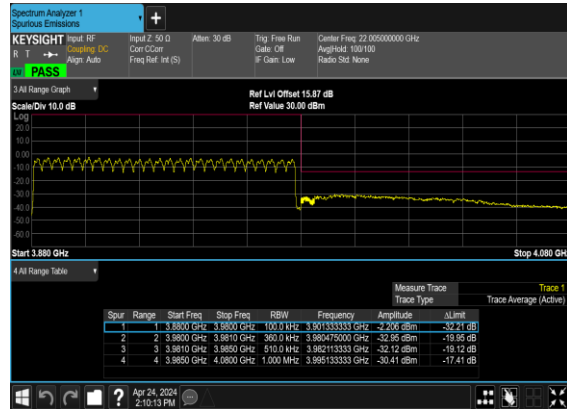 Spectrum Analyzer 1
Spurious Emissions
+
KEYSIGHT Input: RF Input Z: 50 Ω Atten: 30 dB Trig: Free Run Center Freq: 22.005000000 GHz
R T Coupling: DC Corr CCorr Gate: Off Avg|Hold: 100/100
Align: Auto Freq Ref: Int (S) IF Gain: Low Radio Std: None
PASS
3 All Range Graph Ref Lvl Offset 15.87 dB
Scale/Div 10.0 dB Ref Value 30.00 dBm
Log
20.0
10.0
0.00
-10.0
-20.0
-30.0
-40.0
-50.0
-60.0
Start 3.880 GHz Stop 4.080 GHz
4 All Range Table
Measure Trace Trace 1
Trace Type Trace Average (Active)
Spur Range Start Freq Stop Freq RBW Frequency Amplitude ΔLimit
1 1 3.8800 GHz 3.9800 GHz 100.0 kHz 3.901333333 GHz -2.206 dBm -32.21 dB
2 2 3.9800 GHz 3.9810 GHz 360.0 kHz 3.980475000 GHz -32.95 dBm -19.95 dB
3 3 3.9810 GHz 3.9850 GHz 510.0 kHz 3.982113333 GHz -32.12 dBm -19.12 dB
4 4 3.9850 GHz 4.0800 GHz 1.000 MHz 3.995133333 GHz -30.41 dBm -17.41 dB
? Apr 24, 2024
2:10:13 PM